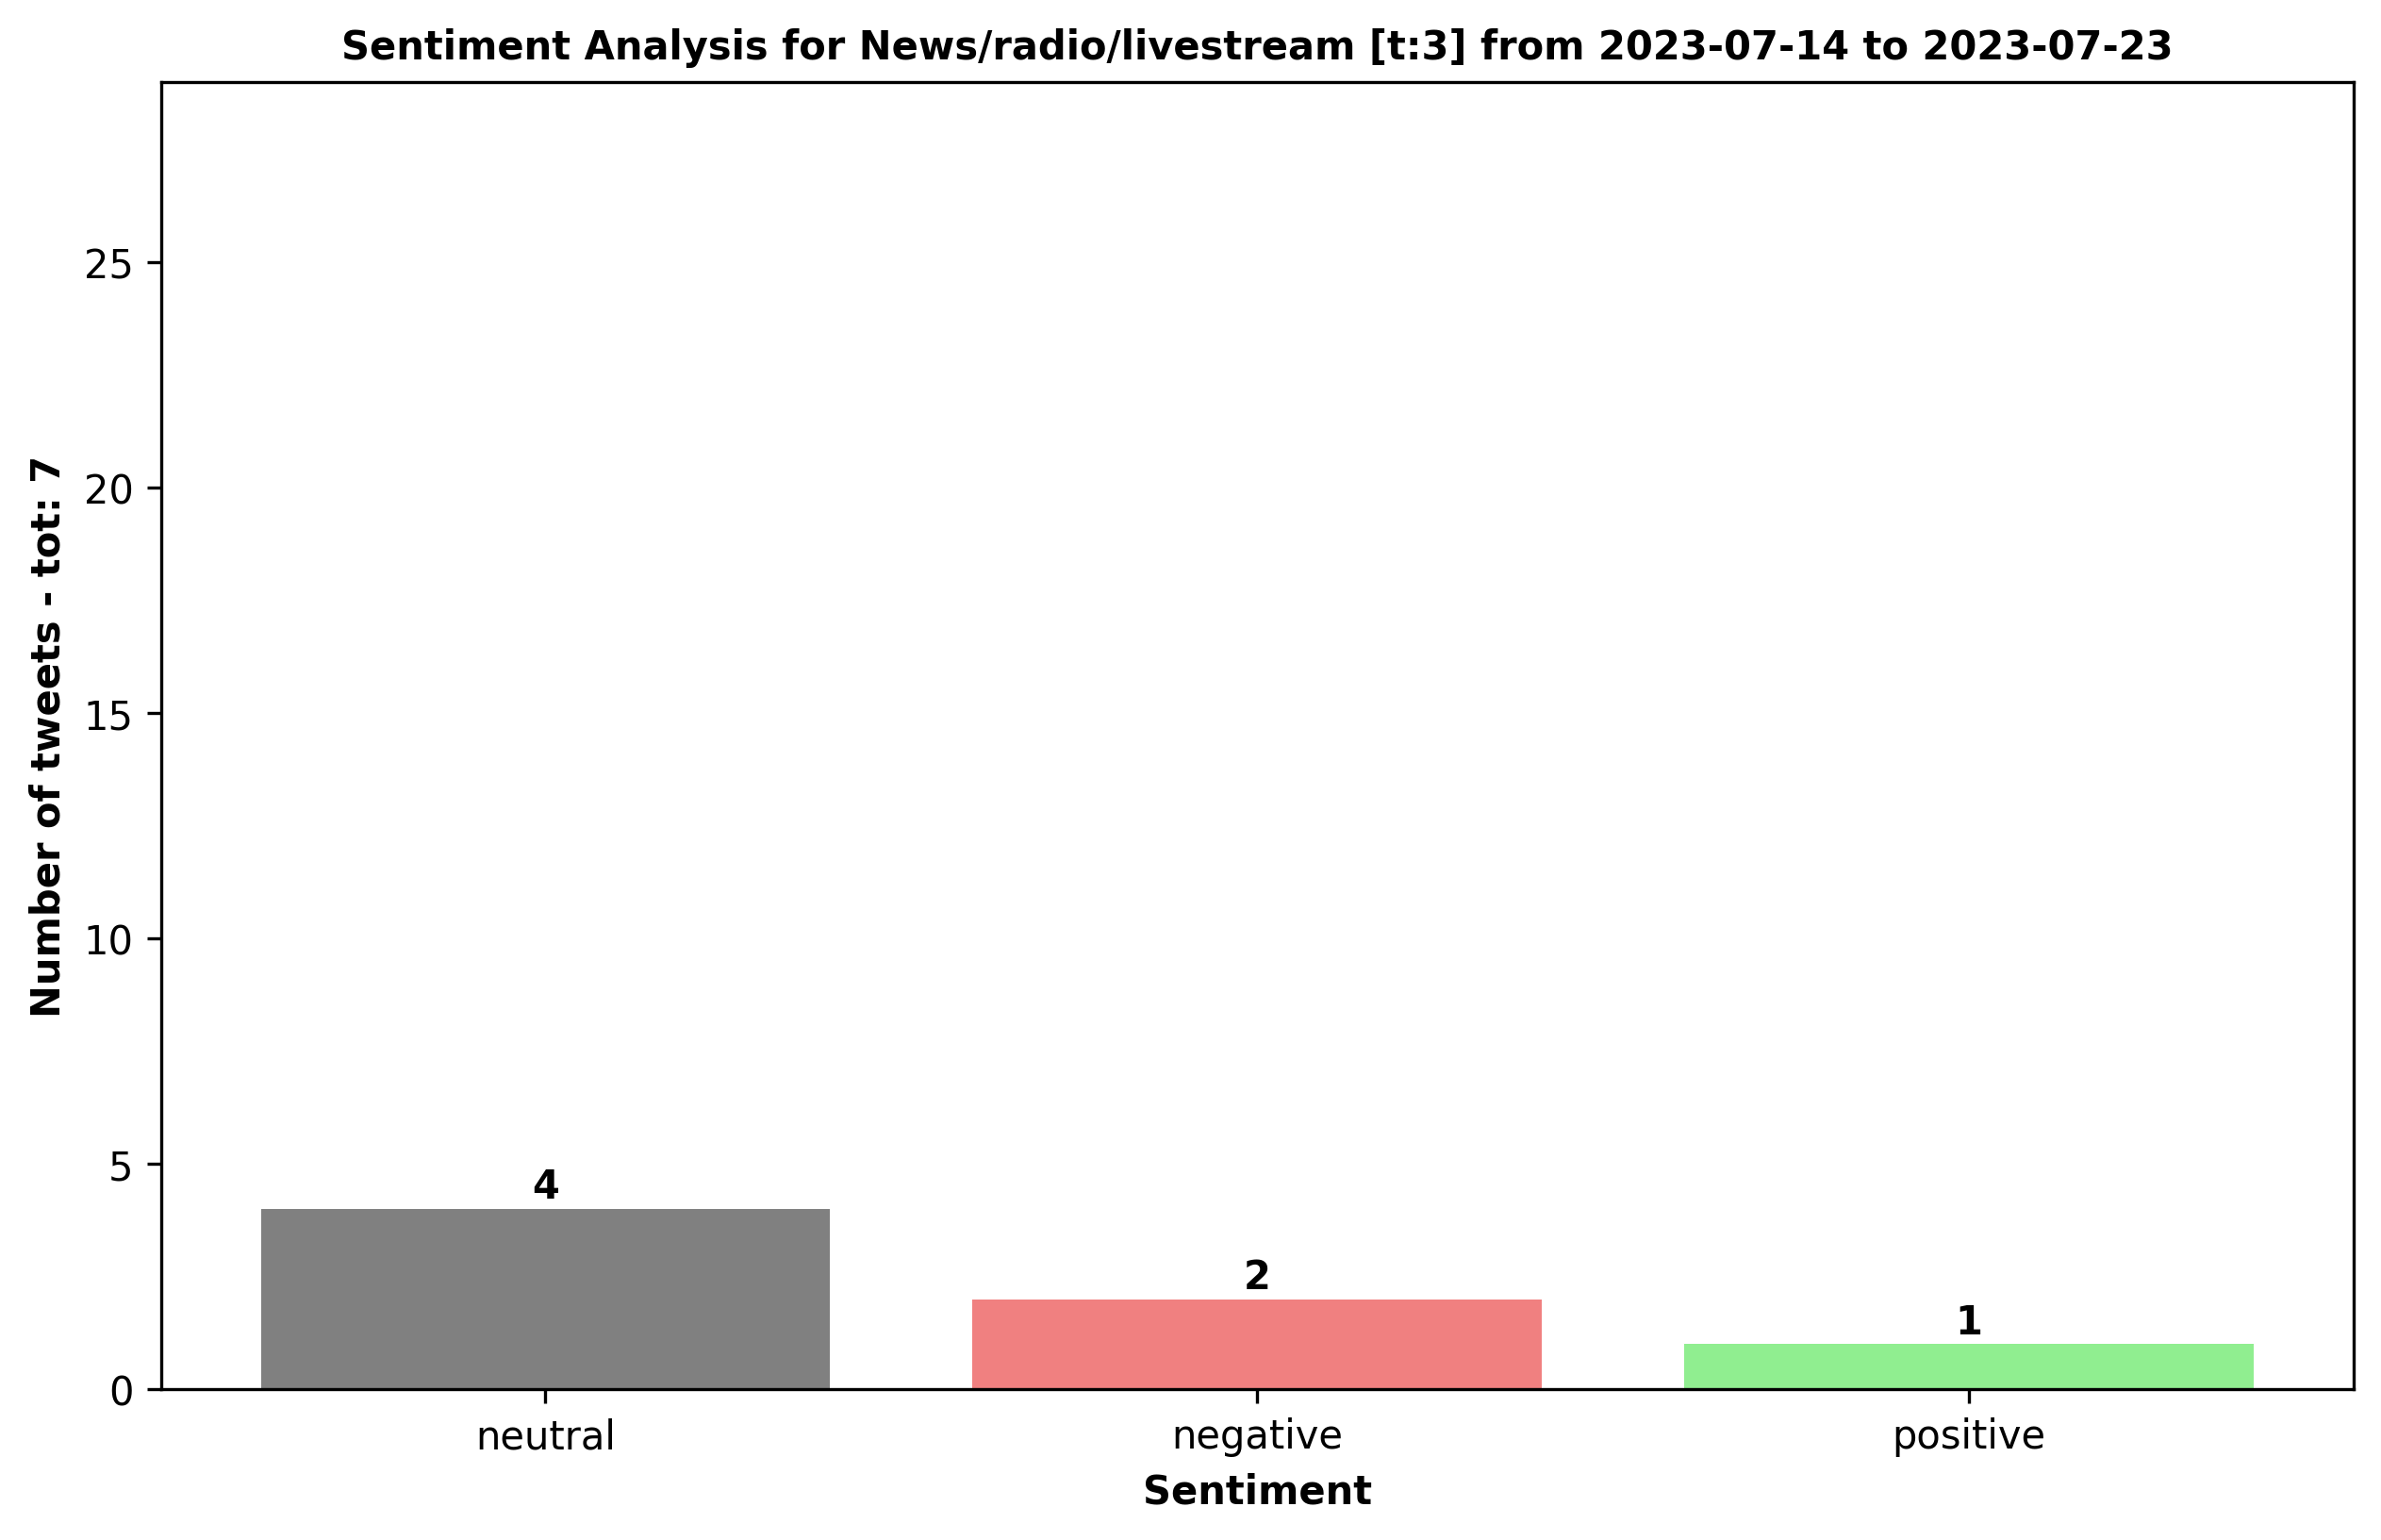 Sentiment Analysis for News/radio/livestream [t:3] from 2023-07-14 to 2023-07-23
Number of tweets - tot: 7
25
20
15
10
5
0
4
2
1
neutral
negative
positive
Sentiment